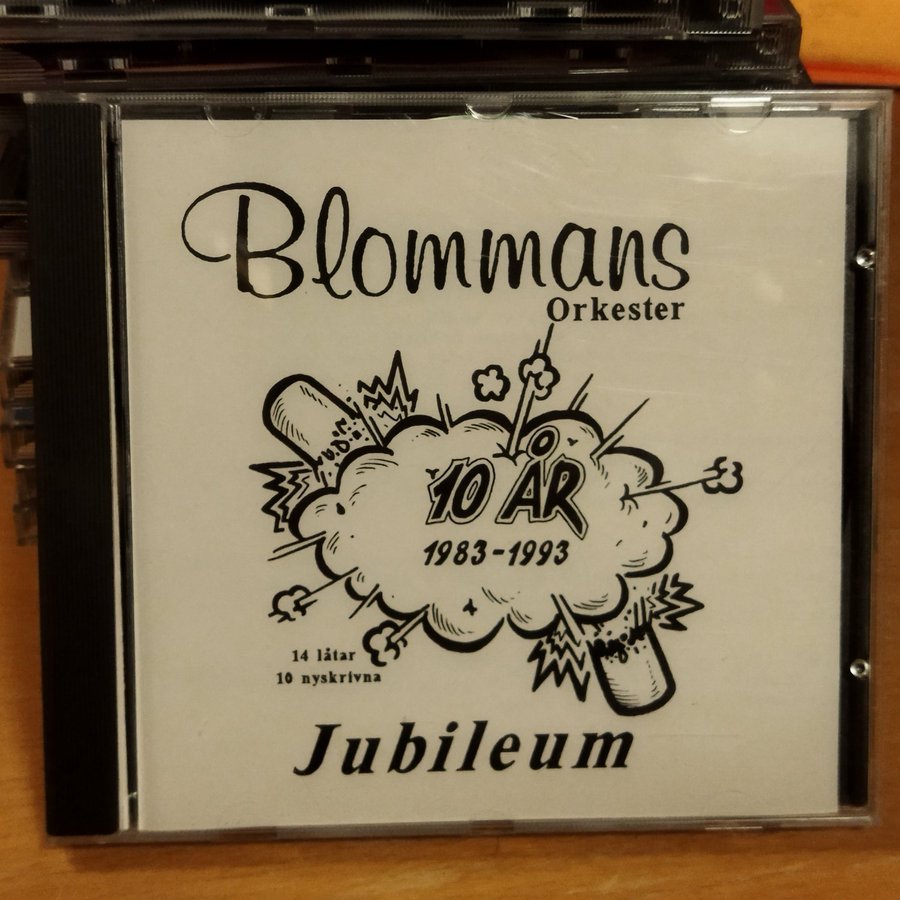 Blommans
Orkester
10 ÅR
1983-1993
14 låtar
10 nyskrivna
Jubileum